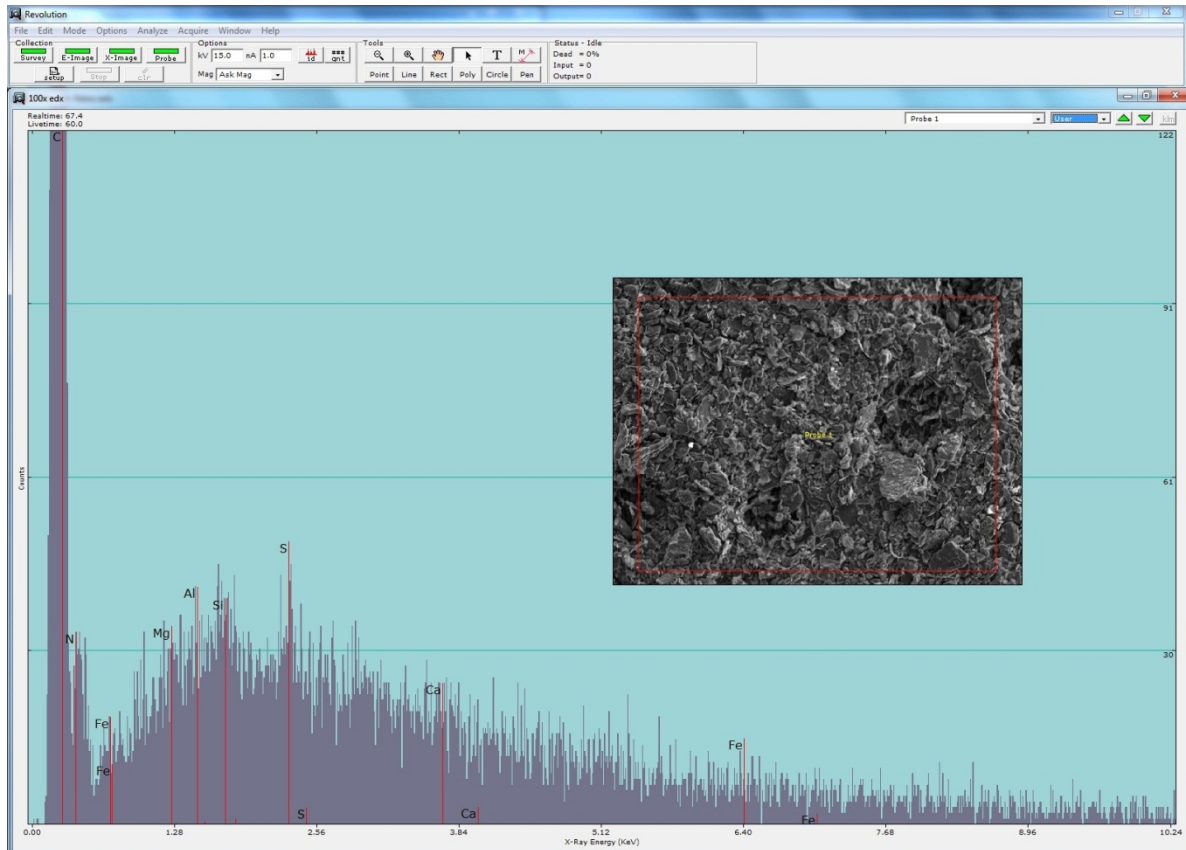 Revolution
File Edit Mode Options Analyze Acquire Window Help
Collection
Survey E-Image X-Image Probe
setup Stop clr
Options
kV 15.0 nA 1.0
id qnt
Mag Ask Mag
Tools
T M
Point Line Rect Poly Circle Pen
Status - Idle
Dead = 0%
Input = 0
Output= 0
100x edx
Realtime: 67.4
Livetime: 60.0
Probe 1
User
klm
C
122
91
Probe 1
61
Counts
S
Al
Si
N
Mg
30
Ca
Fe
Fe
Fe
S
Ca
Fe
0.00 1.28 2.56 3.84 5.12 6.40 7.68 8.96 10.24
X-Ray Energy (KeV)